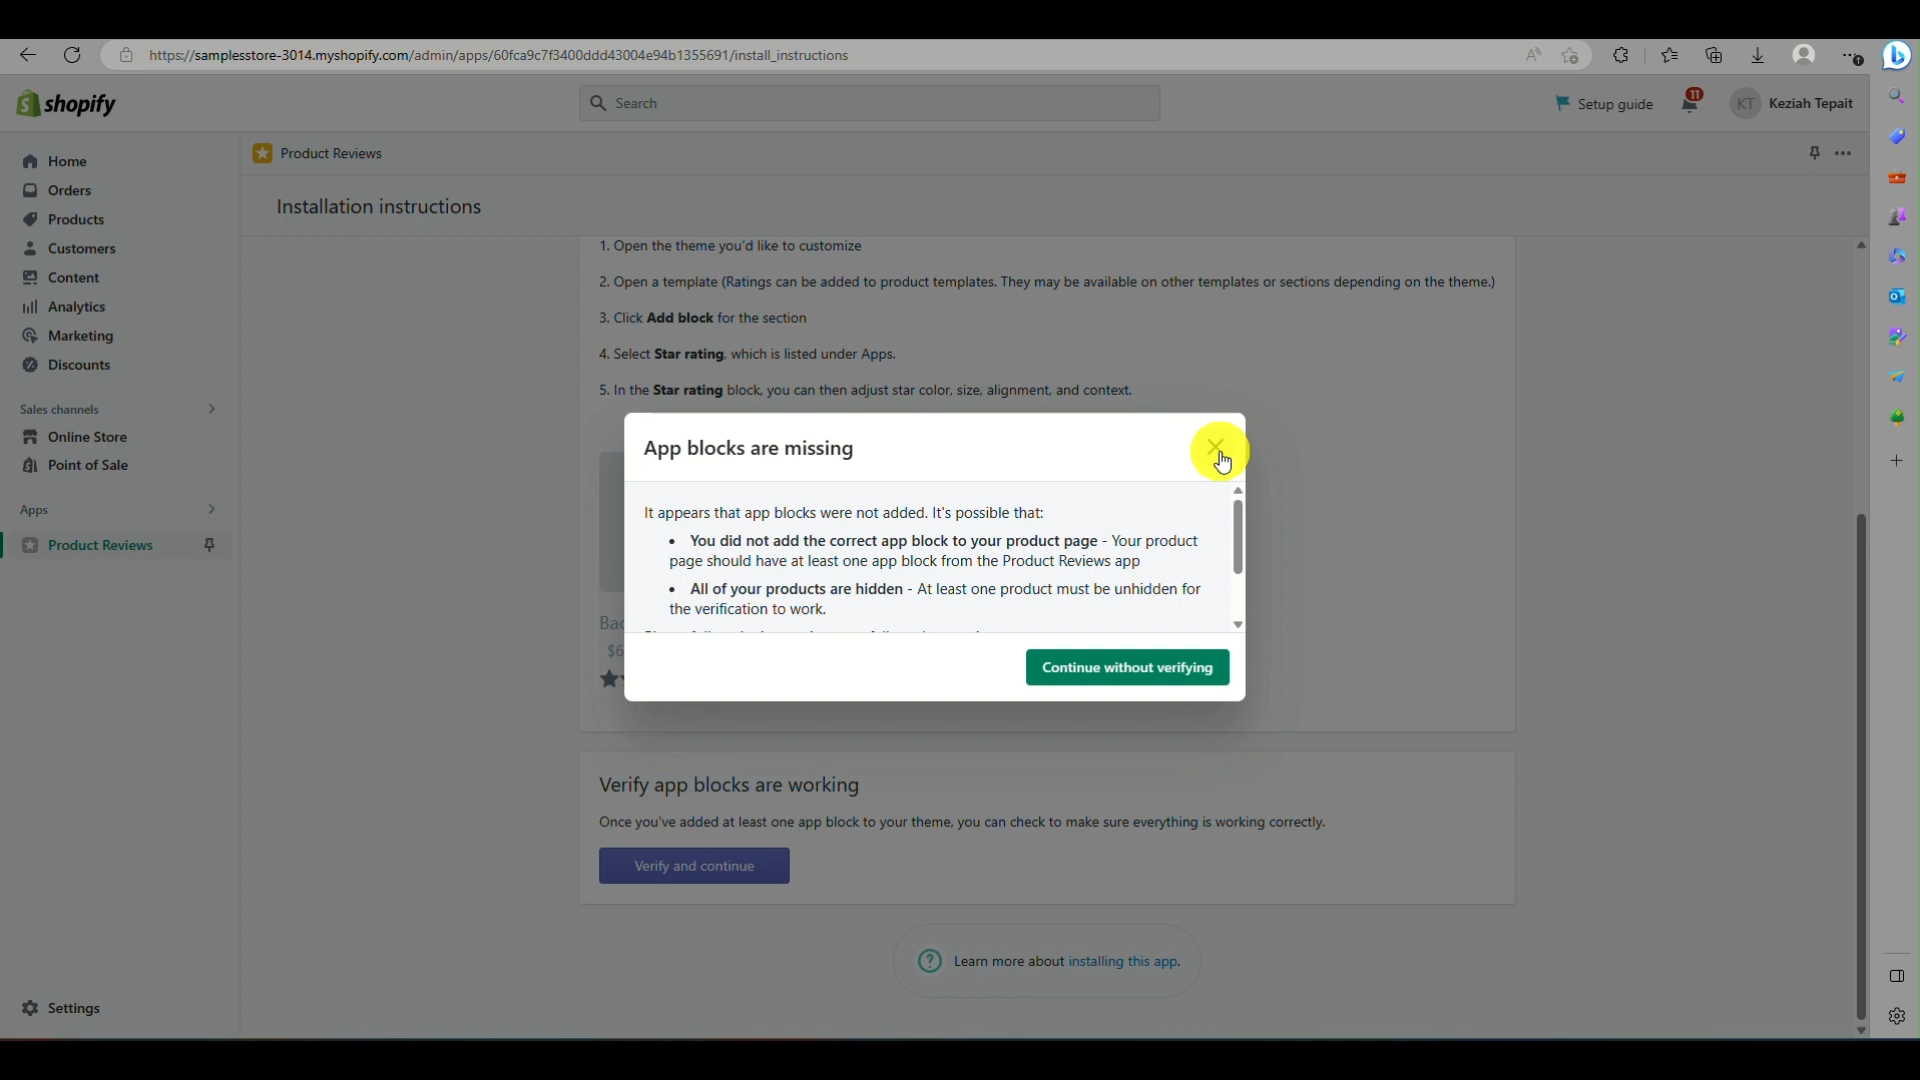 https://samplesstore-3014.myshopify.com/admin/apps/60fca9c7f3400ddd43004e94b1355691/install_instructions
shopify
Search
Setup guide
11
KT
Keziah Tepait
Home
Orders
Products
Customers
Content
Analytics
Marketing
Discounts
Sales channels
Online Store
Point of Sale
Apps
Product Reviews
Settings
Product Reviews
Installation instructions
1. Open the theme you'd like to customize
2. Open a template (Ratings can be added to product templates. They may be available on other templates or sections depending on the theme.)
3. Click Add block for the section
4. Select Star rating, which is listed under Apps.
5. In the Star rating block, you can then adjust star color, size, alignment, and context.
App blocks are missing
It appears that app blocks were not added. It's possible that:
• You did not add the correct app block to your product page - Your product
page should have at least one app block from the Product Reviews app
• All of your products are hidden - At least one product must be unhidden for
the verification to work.
Continue without verifying
$6
Verify app blocks are working
Once you've added at least one app block to your theme, you can check to make sure everything is working correctly.
Verify and continue
Learn more about installing this app.